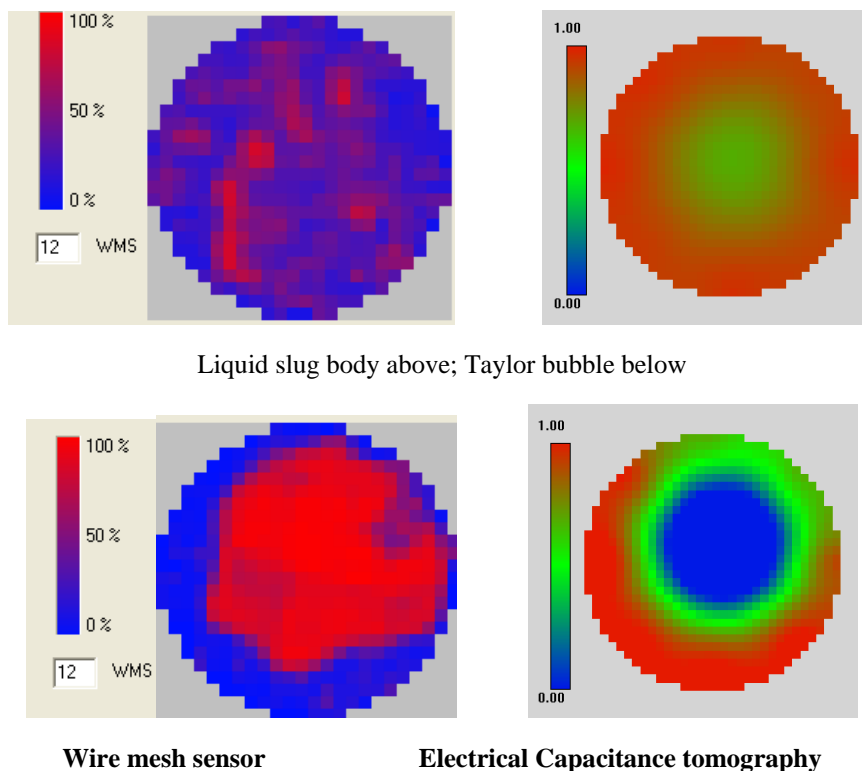 100 %
50 %
0 %
12 WMS
1.00
0.00
Liquid slug body above; Taylor bubble below
100 %
50 %
0 %
12 WMS
1.00
0.00
Wire mesh sensor Electrical Capacitance tomography